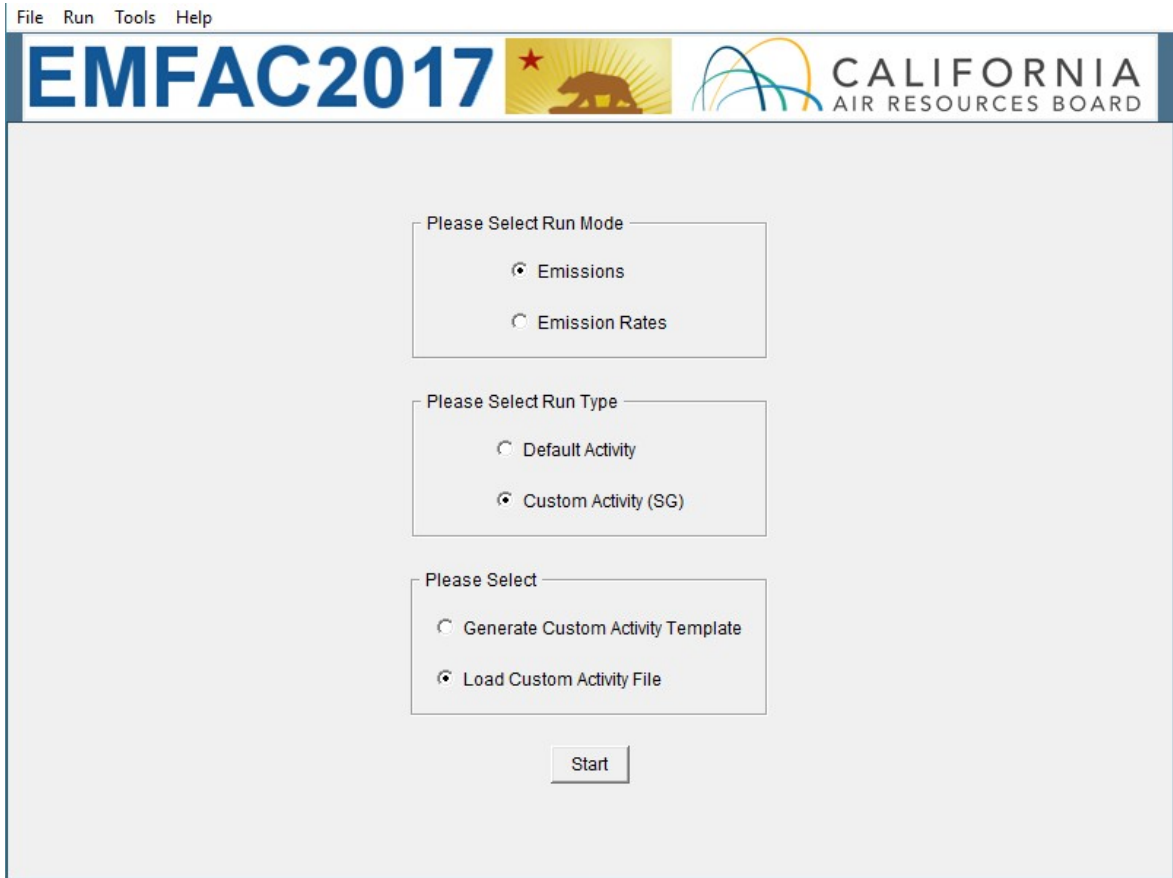 File Run Tools Help
EMFAC2017
CALIFORNIA
AIR RESOURCES BOARD
Please Select Run Mode
Emissions
Emission Rates
Please Select Run Type
Default Activity
Custom Activity (SG)
Please Select
Generate Custom Activity Template
Load Custom Activity File
Start